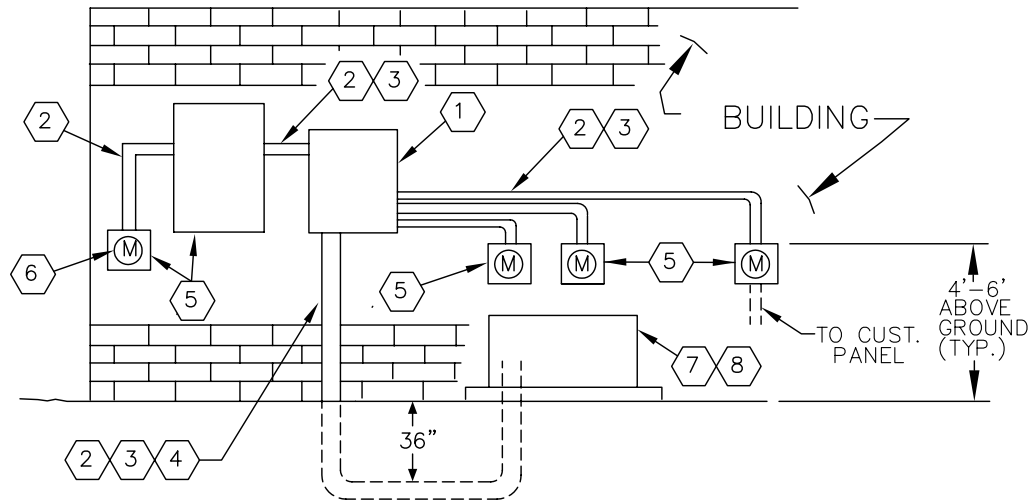 2 3
1
2
2 3
BUILDING
M
M
M
M
6
5
5
5
4'-6'
ABOVE
GROUND
(TYP.)
TO CUST.
PANEL
7 8
36"
2 3 4